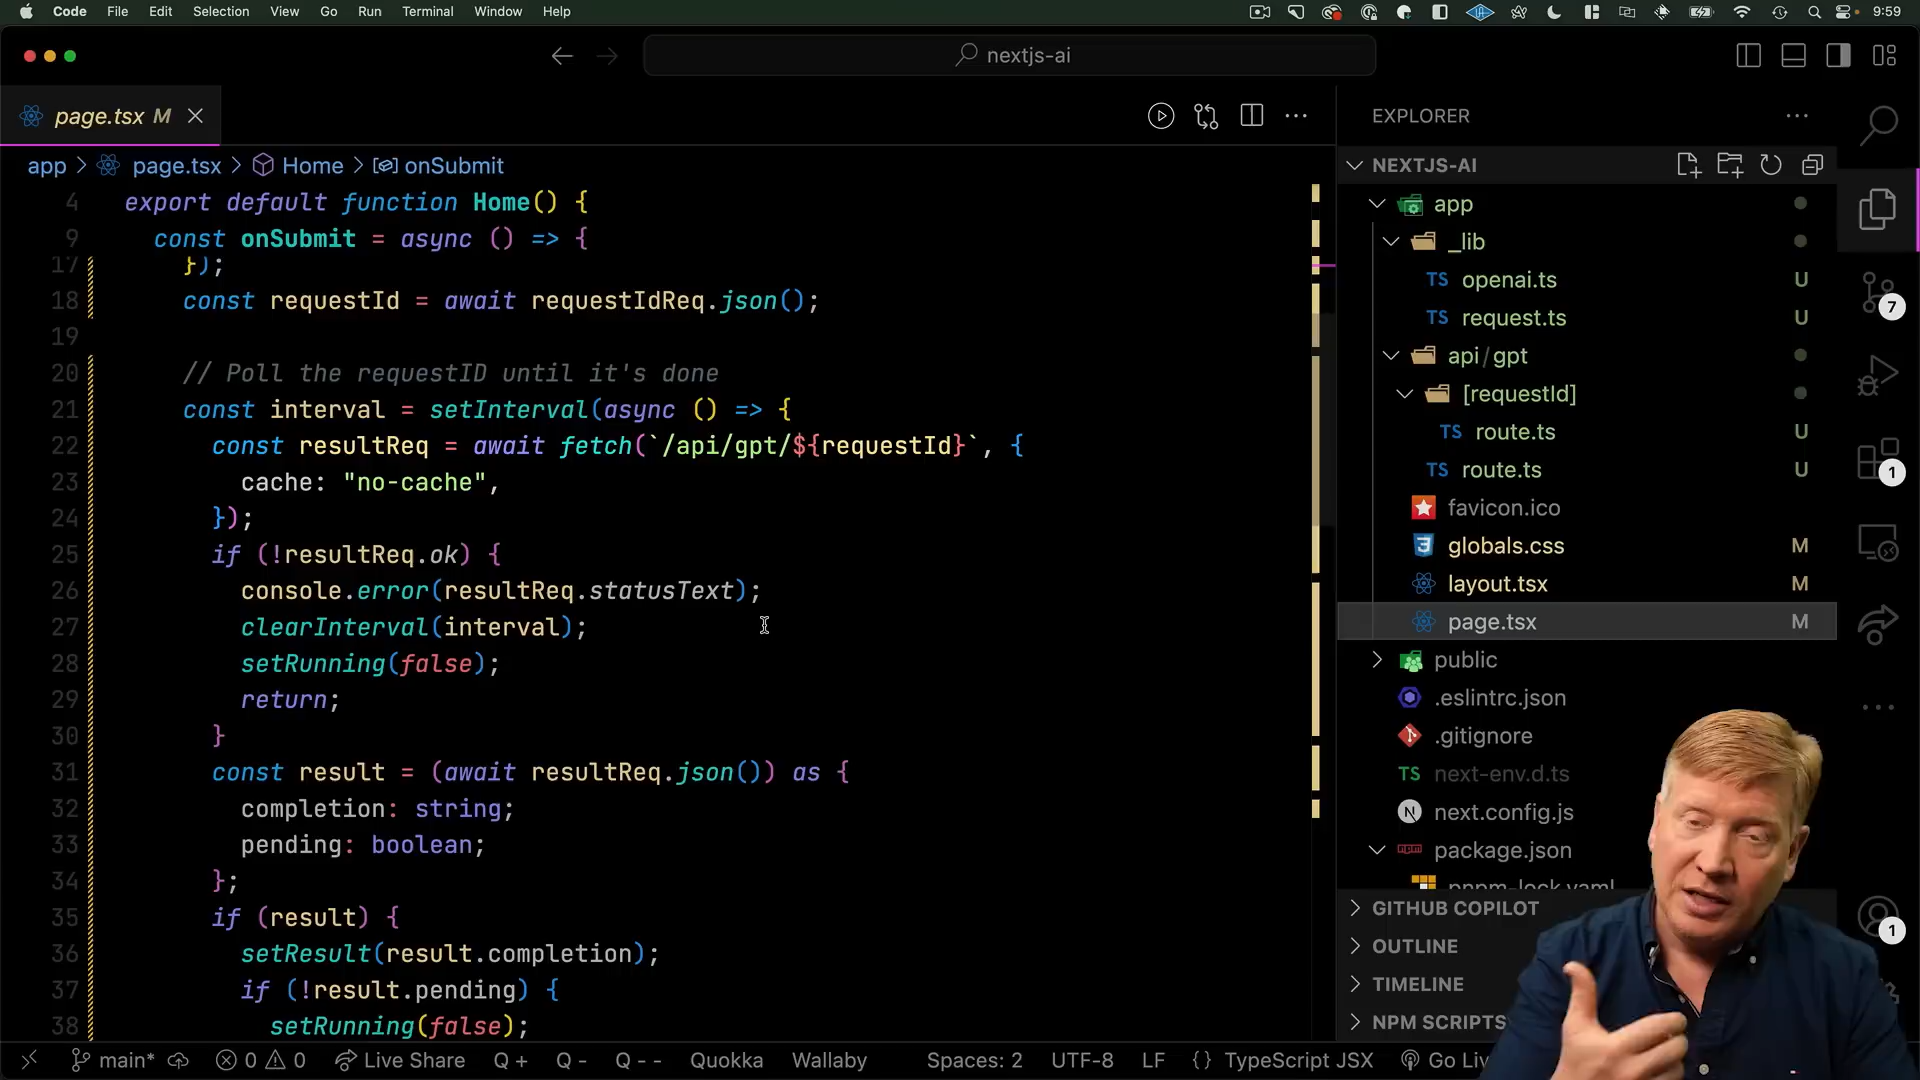 Code File Edit Selection View Go Run Terminal Window Help 9:59
nextjs-ai
page.tsx M
app > page.tsx > Home > onSubmit
4 export default function Home() {
9 const onSubmit = async () => {
17 });
18 const requestId = await requestIdReq.json();
19
20 // Poll the requestID until it's done
21 const interval = setInterval(async () => {
22 const resultReq = await fetch(`/api/gpt/${requestId}`, {
23 cache: "no-cache",
24 });
25 if (!resultReq.ok) {
26 console.error(resultReq.statusText);
27 clearInterval(interval);
28 setRunning(false);
29 return;
30 }
31 const result = (await resultReq.json()) as {
32 completion: string;
33 pending: boolean;
34 };
35 if (result) {
36 setResult(result.completion);
37 if (!result.pending) {
38 setRunning(false);
EXPLORER
NEXTJS-AI
app
_lib
TS openai.ts U
TS request.ts U
api/gpt
[requestId]
TS route.ts U
TS route.ts U
favicon.ico
globals.css M
layout.tsx M
page.tsx M
public
.eslintrc.json
.gitignore
TS next-env.d.ts
next.config.js
package.json
pnpm-lock.yaml
GITHUB COPILOT
OUTLINE
TIMELINE
NPM SCRIPTS
7
1
1
main* 0 0 Live Share Q + Q - Q - - Quokka Wallaby Spaces: 2 UTF-8 LF {} TypeScript JSX Go Liv